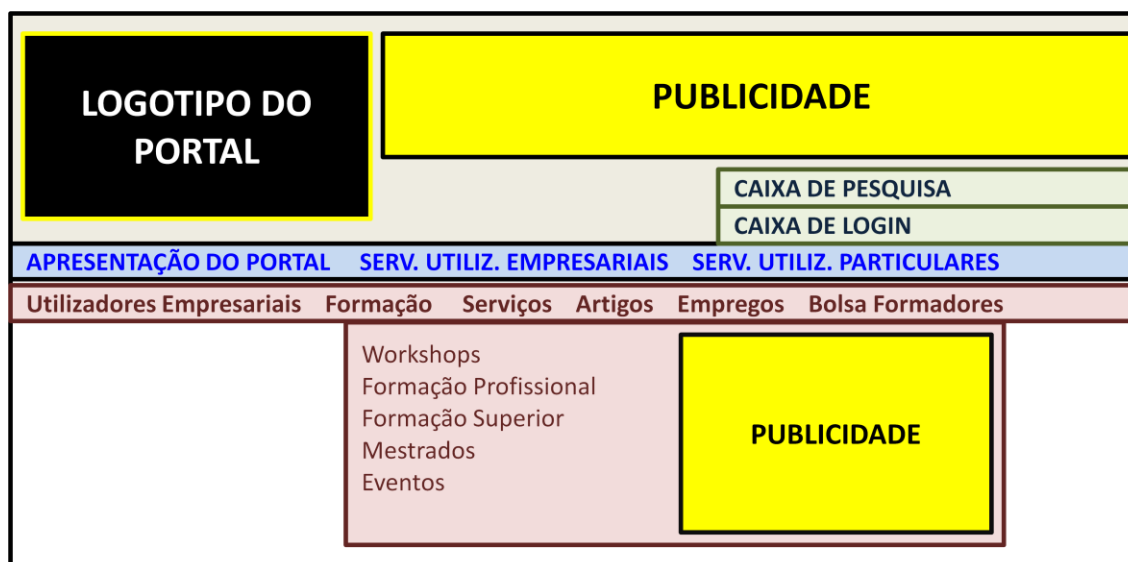 LOGOTIPO DO
PORTAL
PUBLICIDADE
CAIXA DE PESQUISA
CAIXA DE LOGIN
APRESENTAÇÃO DO PORTAL SERV. UTILIZ. EMPRESARIAIS SERV. UTILIZ. PARTICULARES
Utilizadores Empresariais Formação Serviços Artigos Empregos Bolsa Formadores
Workshops
Formação Profissional
Formação Superior
Mestrados
Eventos
PUBLICIDADE